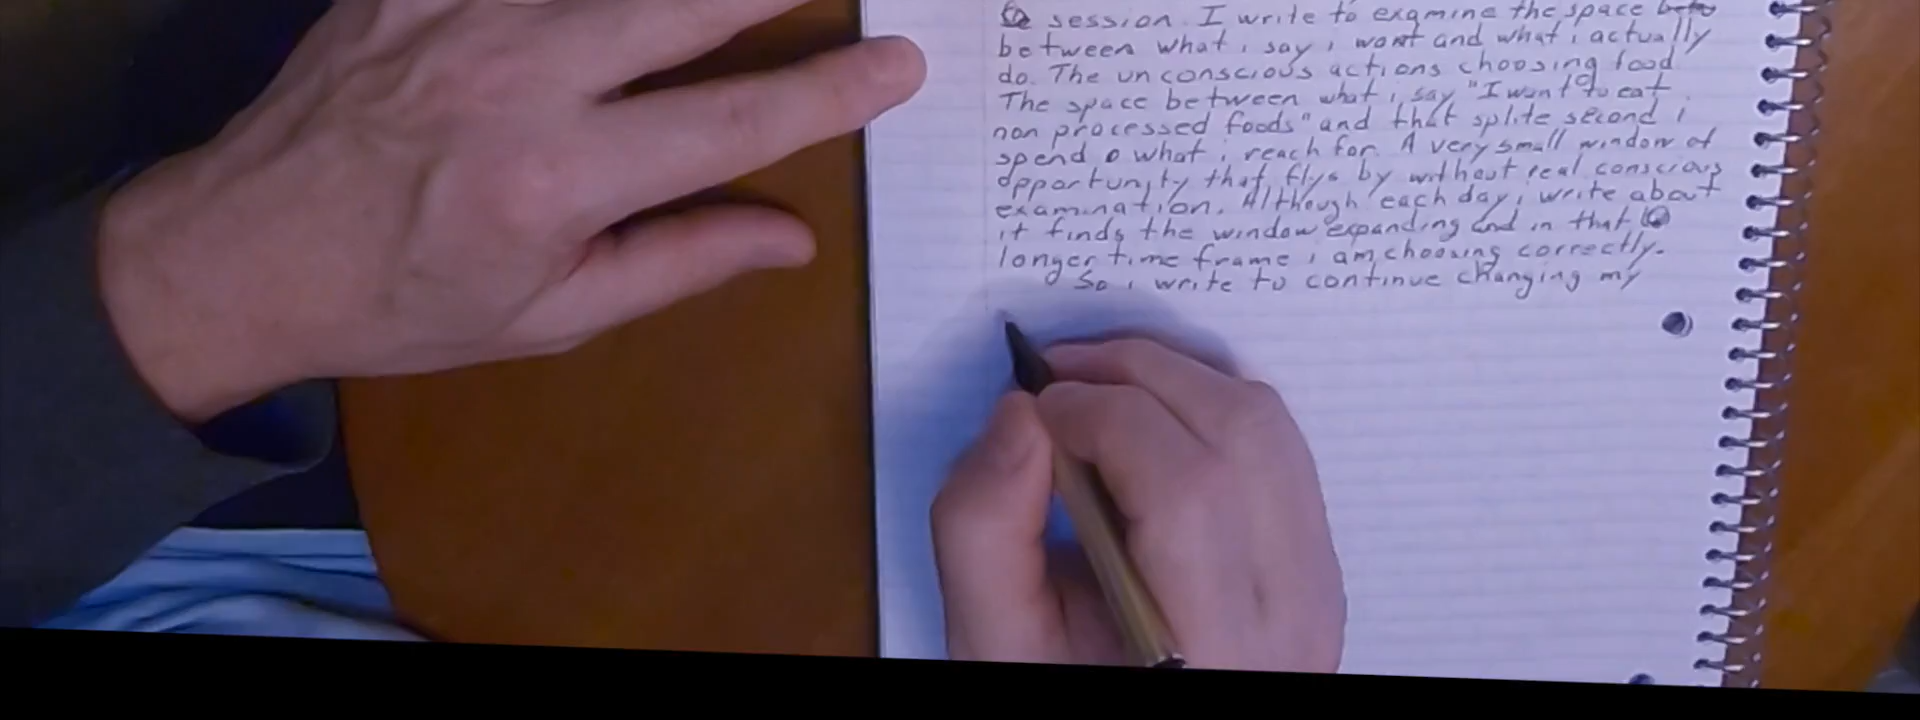 session. I write to examine the space
between what i say i want and what i actually
do. The unconscious actions choosing food
The space between what i say "I want to eat
non processed foods" and that splite second i
spend o what i reach for. A very small window of
opportunity that flys by without real conscious
examination. Although each day i write about
it finds the window expanding and in that
longer time frame i am choosing correctly.
So i write to continue changing my